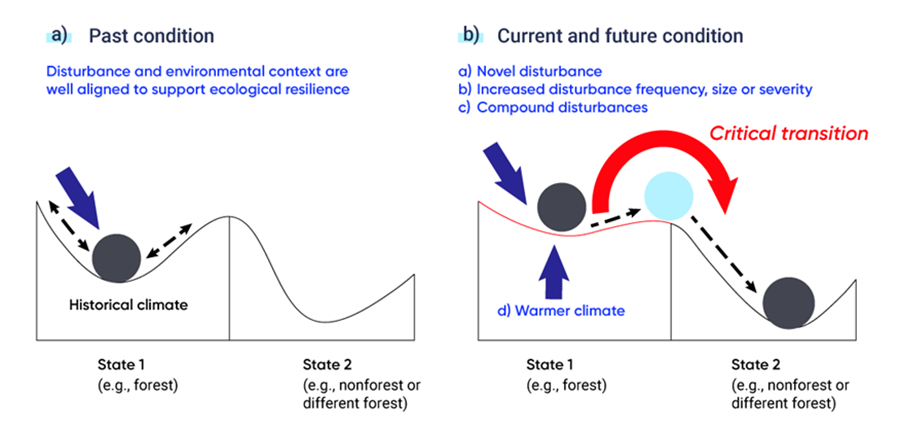 a) Past condition
Disturbance and environmental context are
well aligned to support ecological resilience
Historical climate
State 1
(e.g., forest)
State 2
(e.g., nonforest or
different forest)
b) Current and future condition
a) Novel disturbance
b) Increased disturbance frequency, size or severity
c) Compound disturbances
Critical transition
d) Warmer climate
State 1
(e.g., forest)
State 2
(e.g., nonforest or
different forest)